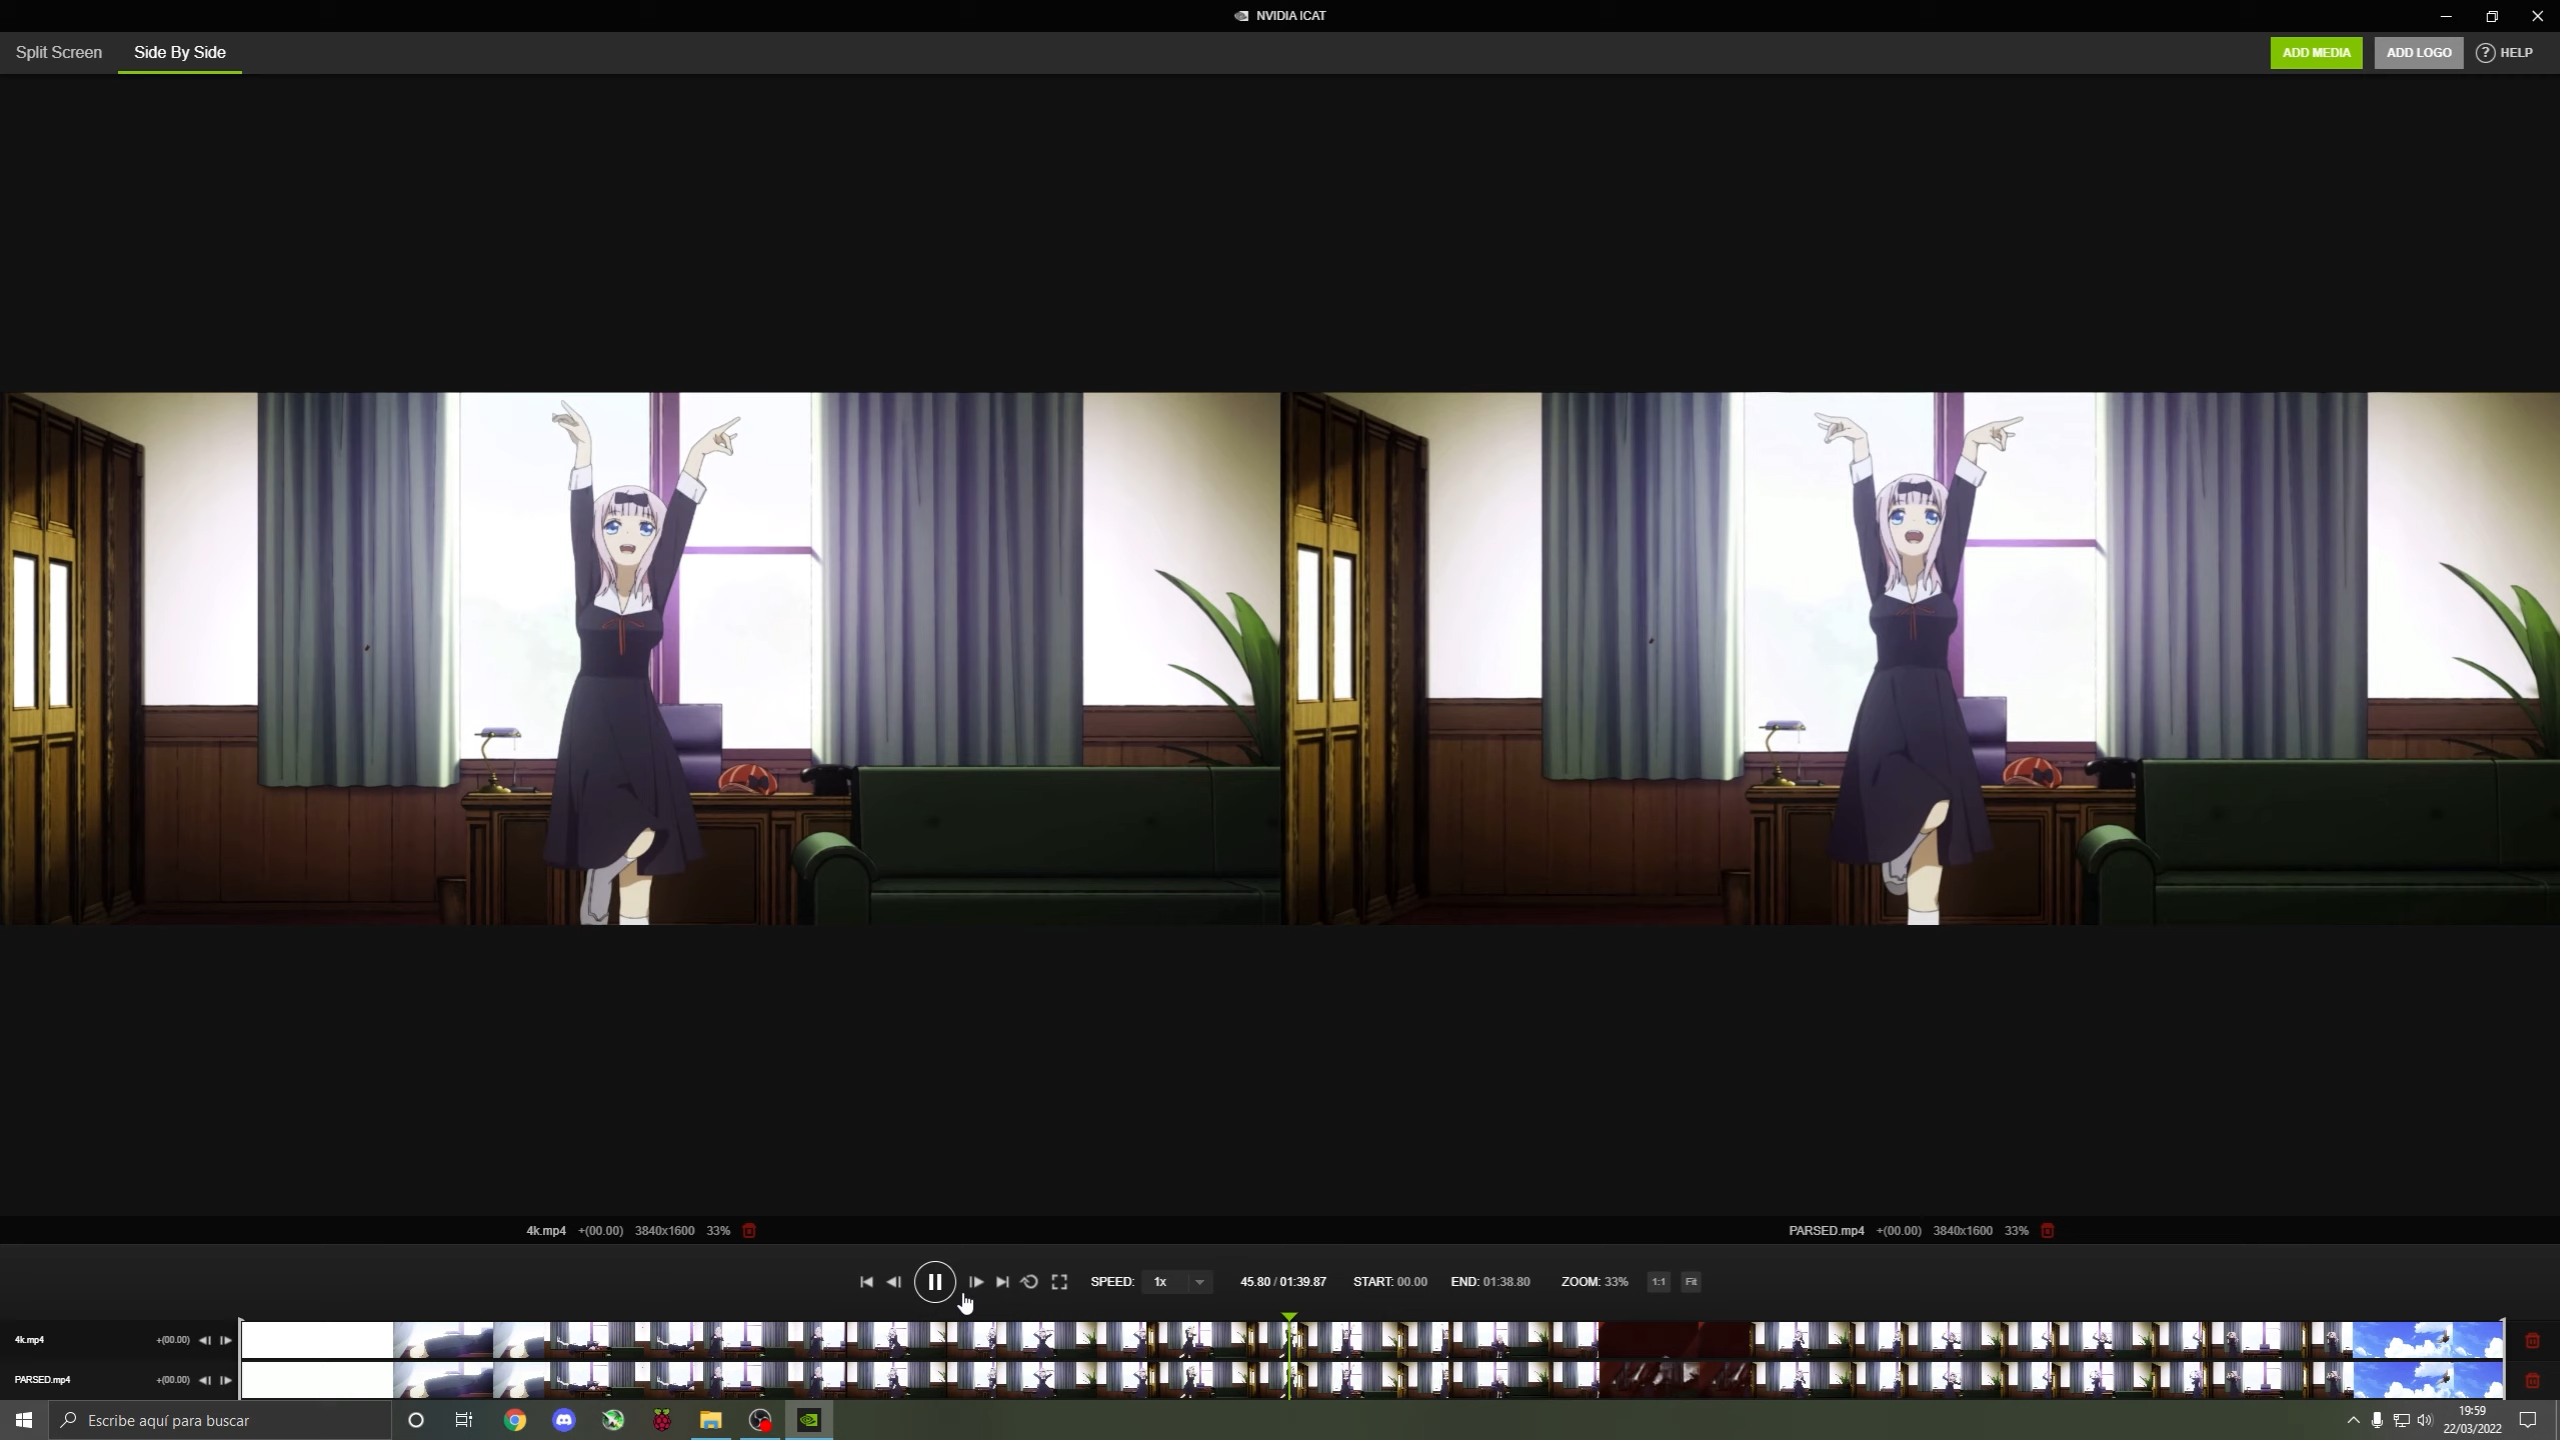 NVIDIA ICAT
Split Screen Side By Side ADD MEDIA ADD LOGO ? HELP
4k.mp4 +(00.00) 3840x1600 33% PARSED.mp4 +(00.00) 3840x1600 33%
SPEED: 1x 45.80 / 01:39.87 START: 00.00 END: 01:38.80 ZOOM: 33% 1:1 Fit
4k.mp4 +(00.00)
PARSED.mp4 +(00.00)
Escribe aquí para buscar 19:59
22/03/2022